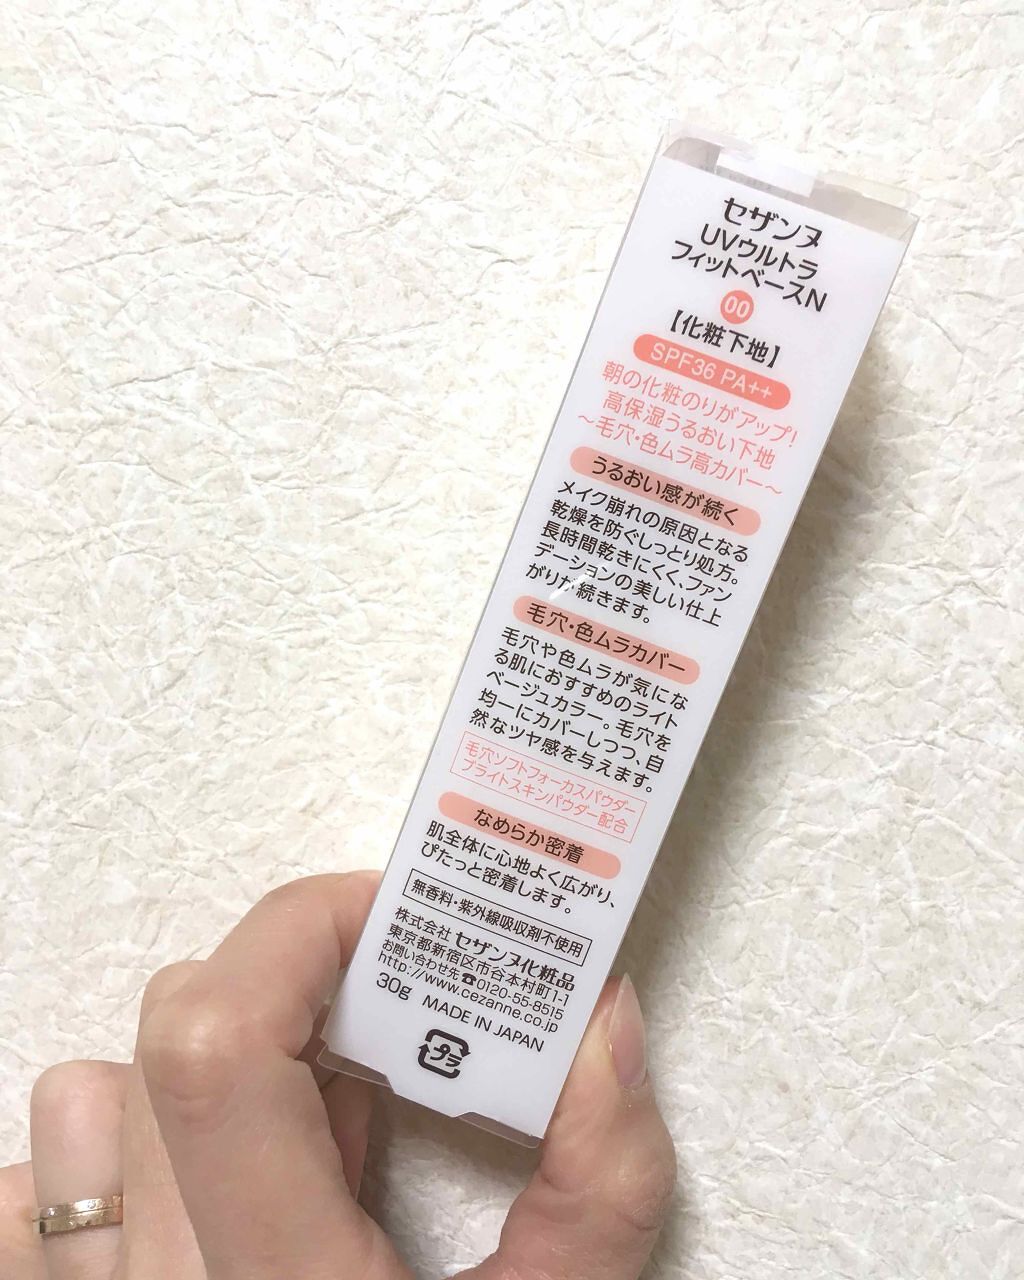 セザンヌ
UVウルトラ
フィットベースN
00
【化粧下地】
SPF36 PA++
朝の化粧のりがアップ!
高保湿うるおい下地
～毛穴・色ムラ高カバー～
うるおい感が続く
メイク崩れの原因となる
乾燥を防ぐしっとり処方。
長時間乾きにくく、ファン
デーションの美しい仕上
がりが続きます。
毛穴・色ムラカバー
毛穴や色ムラが気にな
る肌におすすめのライト
ベージュカラー。毛穴を
均一にカバーしつつ、自
然なツヤ感を与えます。
毛穴ソフトフォーカスパウダー
ブライトスキンパウダー配合
なめらか密着
肌全体に心地よく広がり、
ぴたっと密着します。
無香料・紫外線吸収剤不使用
株式会社 セザンヌ化粧品
東京都新宿区市谷本村町1-1
お問い合わせ先☎0120-55-8515
http://www.cezanne.co.jp
30g MADE IN JAPAN
プラ